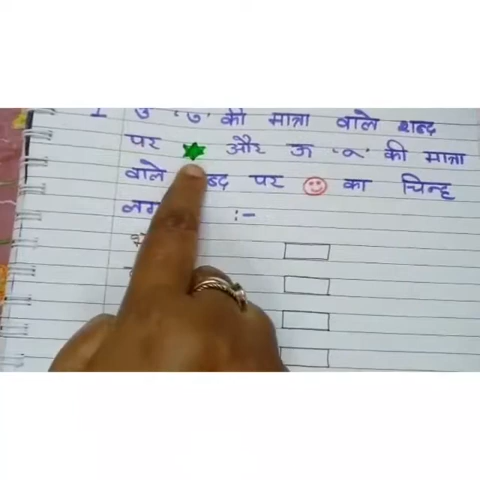 1 उ ' ु' की मात्रा वाले शब्द
पर और ऊ ' ू' की मात्रा
वाले पर का चिन्ह
:-